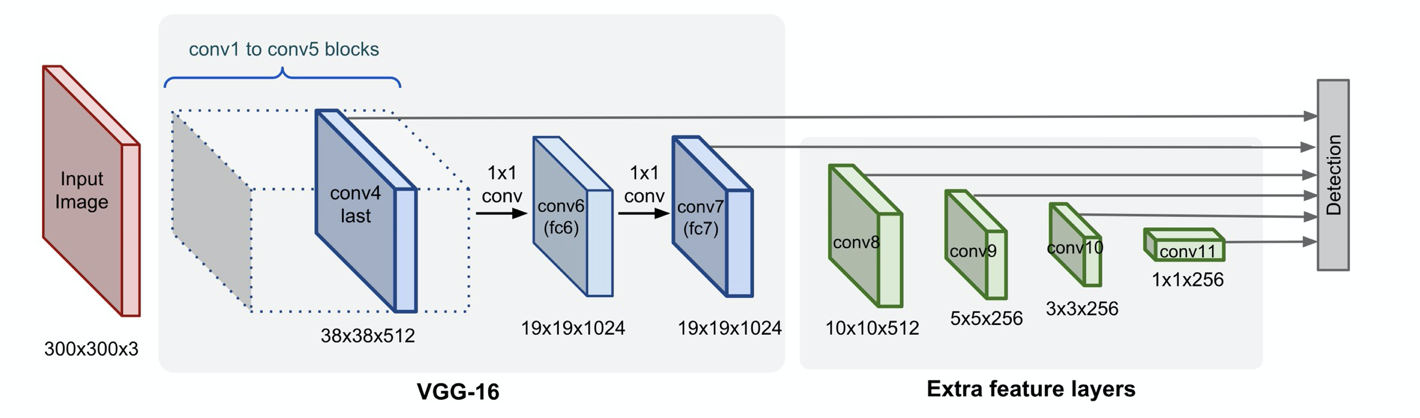 conv1 to conv5 blocks
Input
Image
conv4
last
1x1
conv
conv6
(fc6)
1x1
conv
conv7
(fc7)
conv8
conv9
conv10
conv11
Detection
300x300x3
38x38x512
19x19x1024
19x19x1024
10x10x512
5x5x256
3x3x256
1x1x256
VGG-16
Extra feature layers